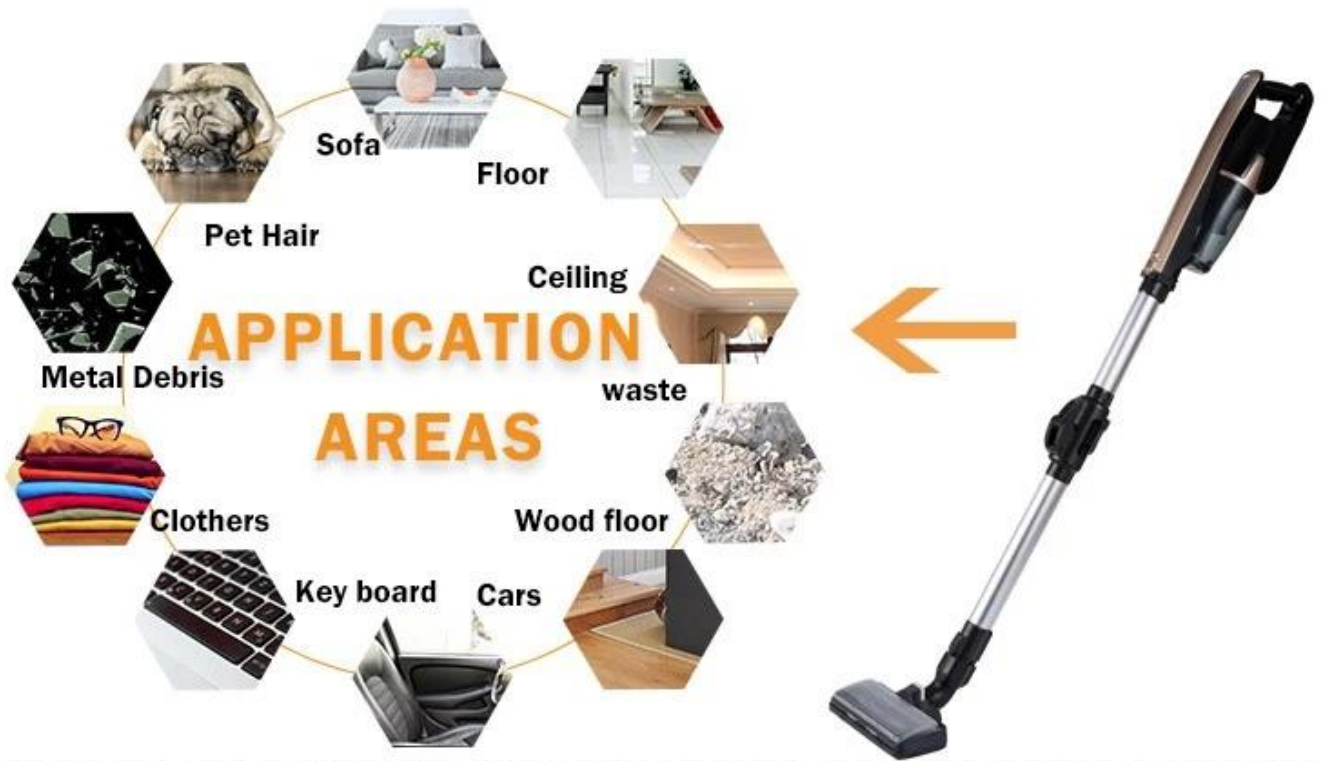 Sofa
Floor
Pet Hair
Ceiling
APPLICATION
Metal Debris
waste
AREAS
Clothers
Wood floor
Key board
Cars